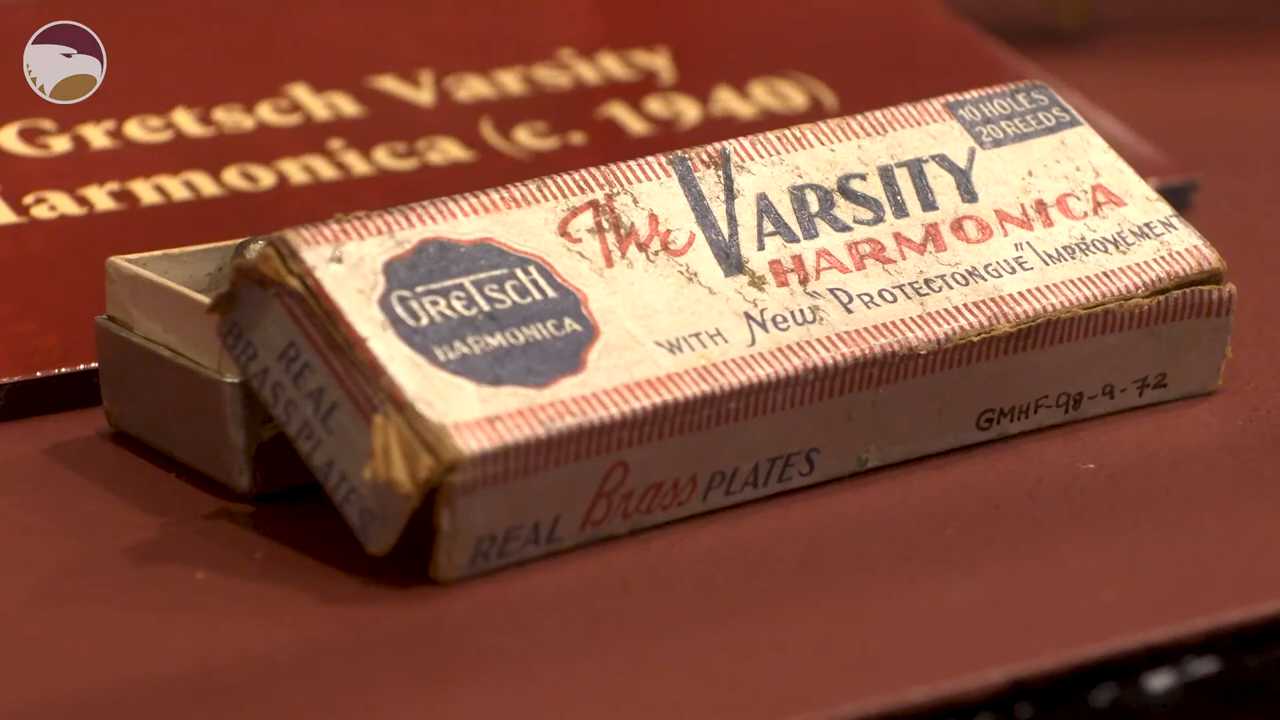 Gretsch Varsity
Harmonica (c. 1940)
10 HOLES
20 REEDS
The VARSITY
HARMONICA
WITH New "PROTECTONGUE" IMPROVEMENT
GRETSCH
HARMONICA
REAL
BRASS PLATES
REAL Brass PLATES
GMHF-98-9-72